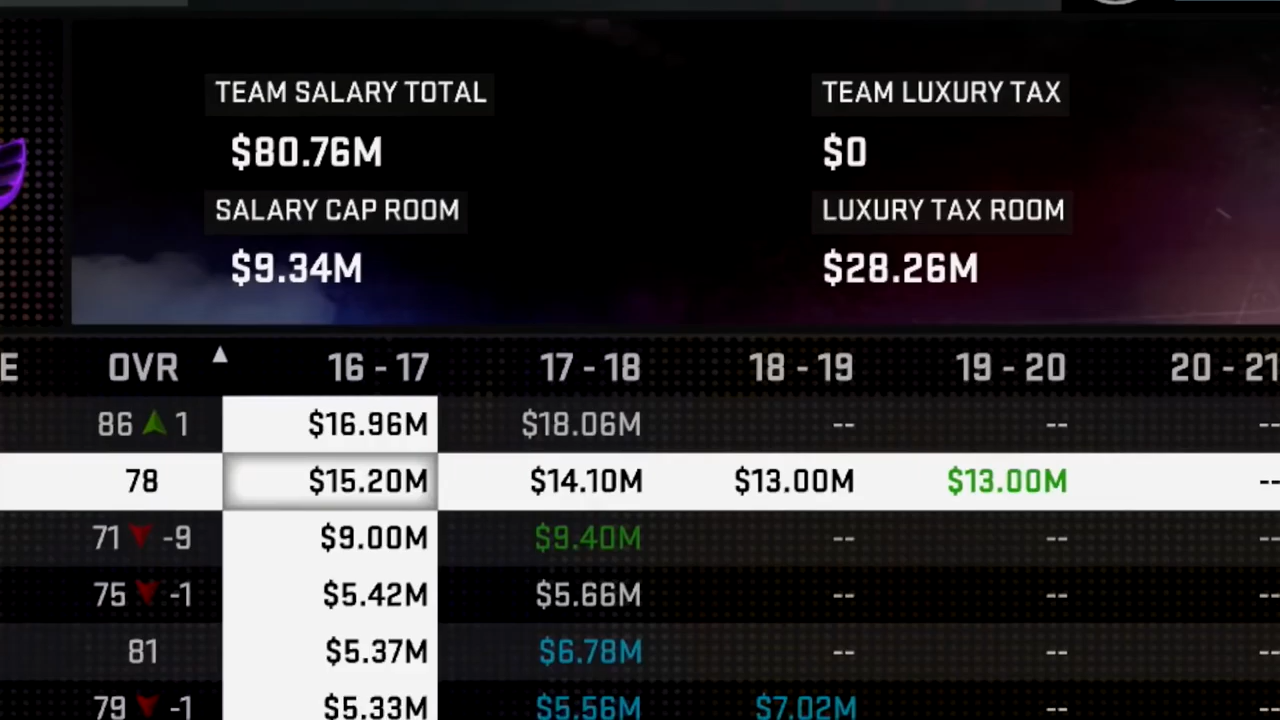 TEAM SALARY TOTAL TEAM LUXURY TAX
$80.76M $0
SALARY CAP ROOM LUXURY TAX ROOM
$9.34M $28.26M
E OVR 16 - 17 17 - 18 18 - 19 19 - 20 20 - 21
86 1 $16.96M $18.06M -- -- --
78 $15.20M $14.10M $13.00M $13.00M --
71 -9 $9.00M $9.40M -- -- --
75 -1 $5.42M $5.66M -- -- --
81 $5.37M $6.78M -- -- --
79 -1 $5.33M $5.56M $7.02M -- --